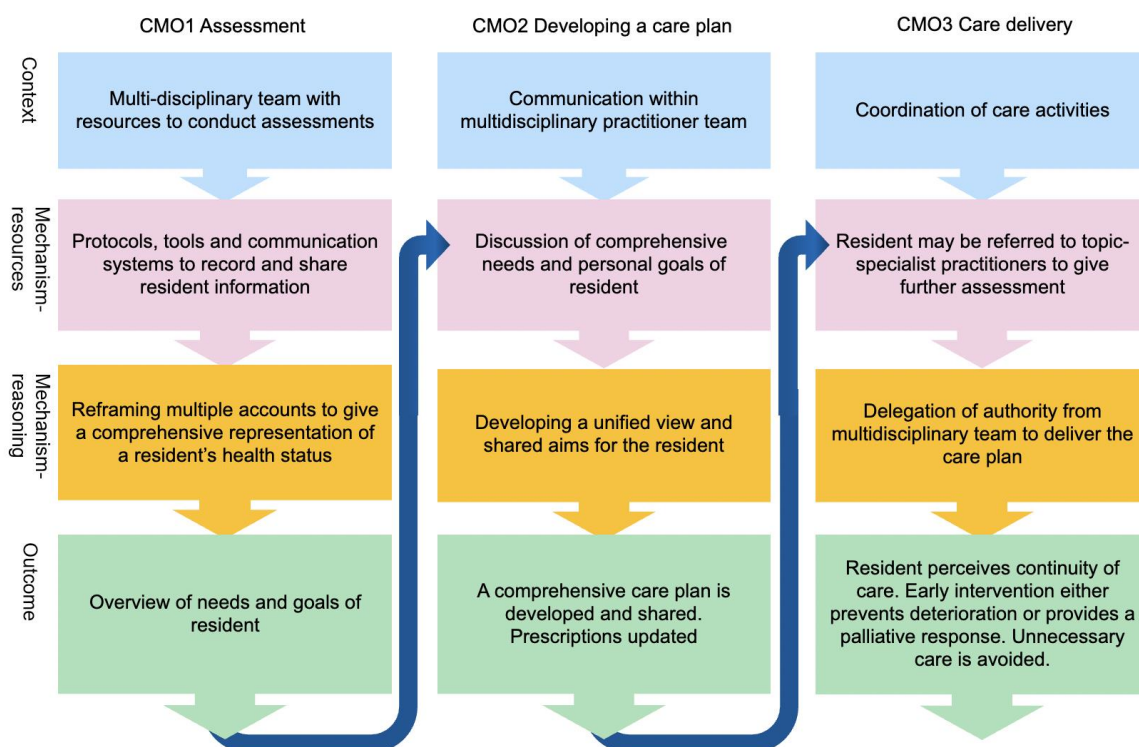 CMO1 Assessment
CMO2 Developing a care plan
CMO3 Care delivery
Context
Multi-disciplinary team with
resources to conduct assessments
Communication within
multidisciplinary practitioner team
Coordination of care activities
Mechanism-
resources
Protocols, tools and communication
systems to record and share
resident information
Discussion of comprehensive
needs and personal goals of
resident
Resident may be referred to topic-
specialist practitioners to give
further assessment
Mechanism-
reasoning
Reframing multiple accounts to give
a comprehensive representation of
a resident’s health status
Developing a unified view and
shared aims for the resident
Delegation of authority from
multidisciplinary team to deliver the
care plan
Outcome
Overview of needs and goals of
resident
A comprehensive care plan is
developed and shared.
Prescriptions updated
Resident perceives continuity of
care. Early intervention either
prevents deterioration or provides a
palliative response. Unnecessary
care is avoided.